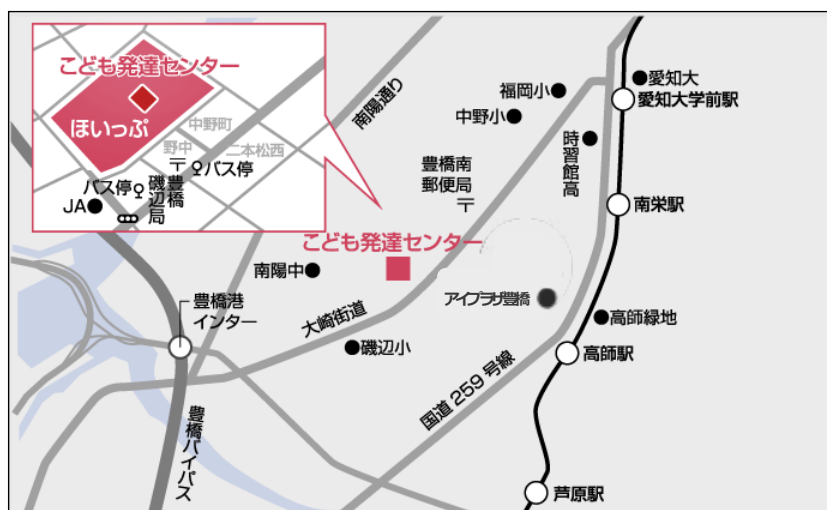 こども発達センター
ほいっぷ
中野町
野中
二本松西
〒
バス停
バス停
豊橋
磯辺局
JA
南陽通り
福岡小
中野小
愛知大
愛知大学前駅
時習館高
豊橋南
郵便局
〒
南栄駅
こども発達センター
南陽中
豊橋港
インター
大崎街道
アイプラザ豊橋
高師緑地
磯辺小
高師駅
国道259号線
豊橋バイパス
芦原駅